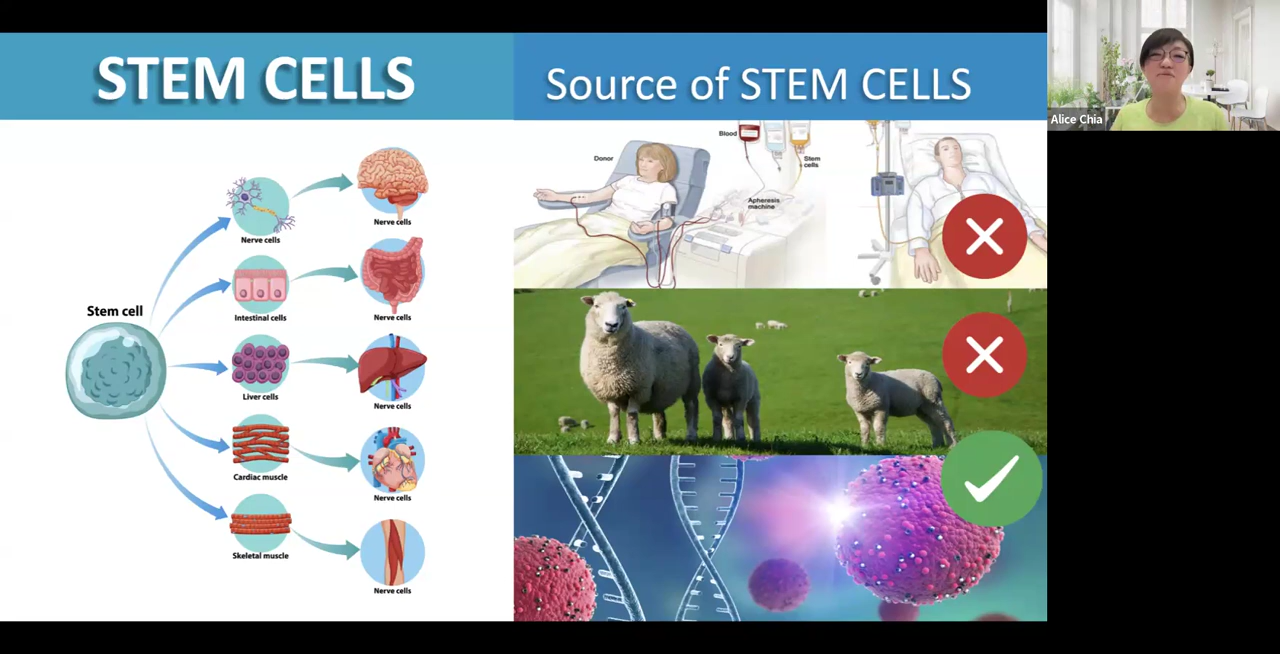 STEM CELLS
Source of STEM CELLS
Alice Chia
Stem cell
Nerve cells
Nerve cells
Intestinal cells
Nerve cells
Liver cells
Nerve cells
Cardiac muscle
Nerve cells
Skeletal muscle
Nerve cells
Donor
Blood
Stem
cells
Apheresis
machine